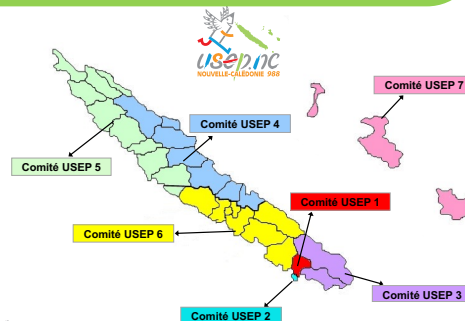 usep.nc
NOUVELLE-CALÉDONIE 988
Comité USEP 7
Comité USEP 4
Comité USEP 5
Comité USEP 1
Comité USEP 6
Comité USEP 3
Comité USEP 2